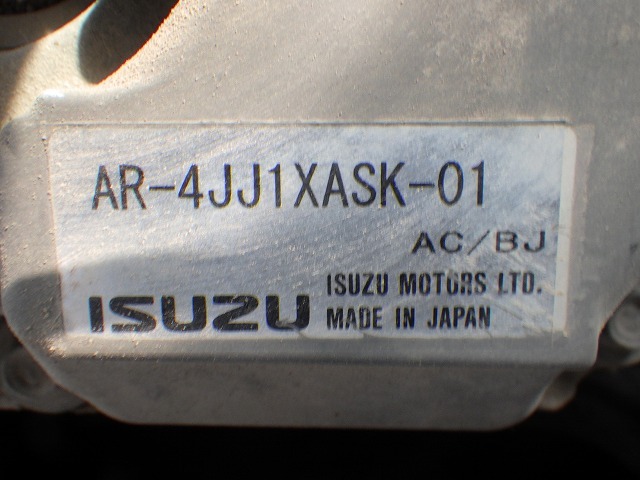 AR-4JJ1XASK-01
AC/BJ
ISUZU MOTORS LTD.
ISUZU MADE IN JAPAN